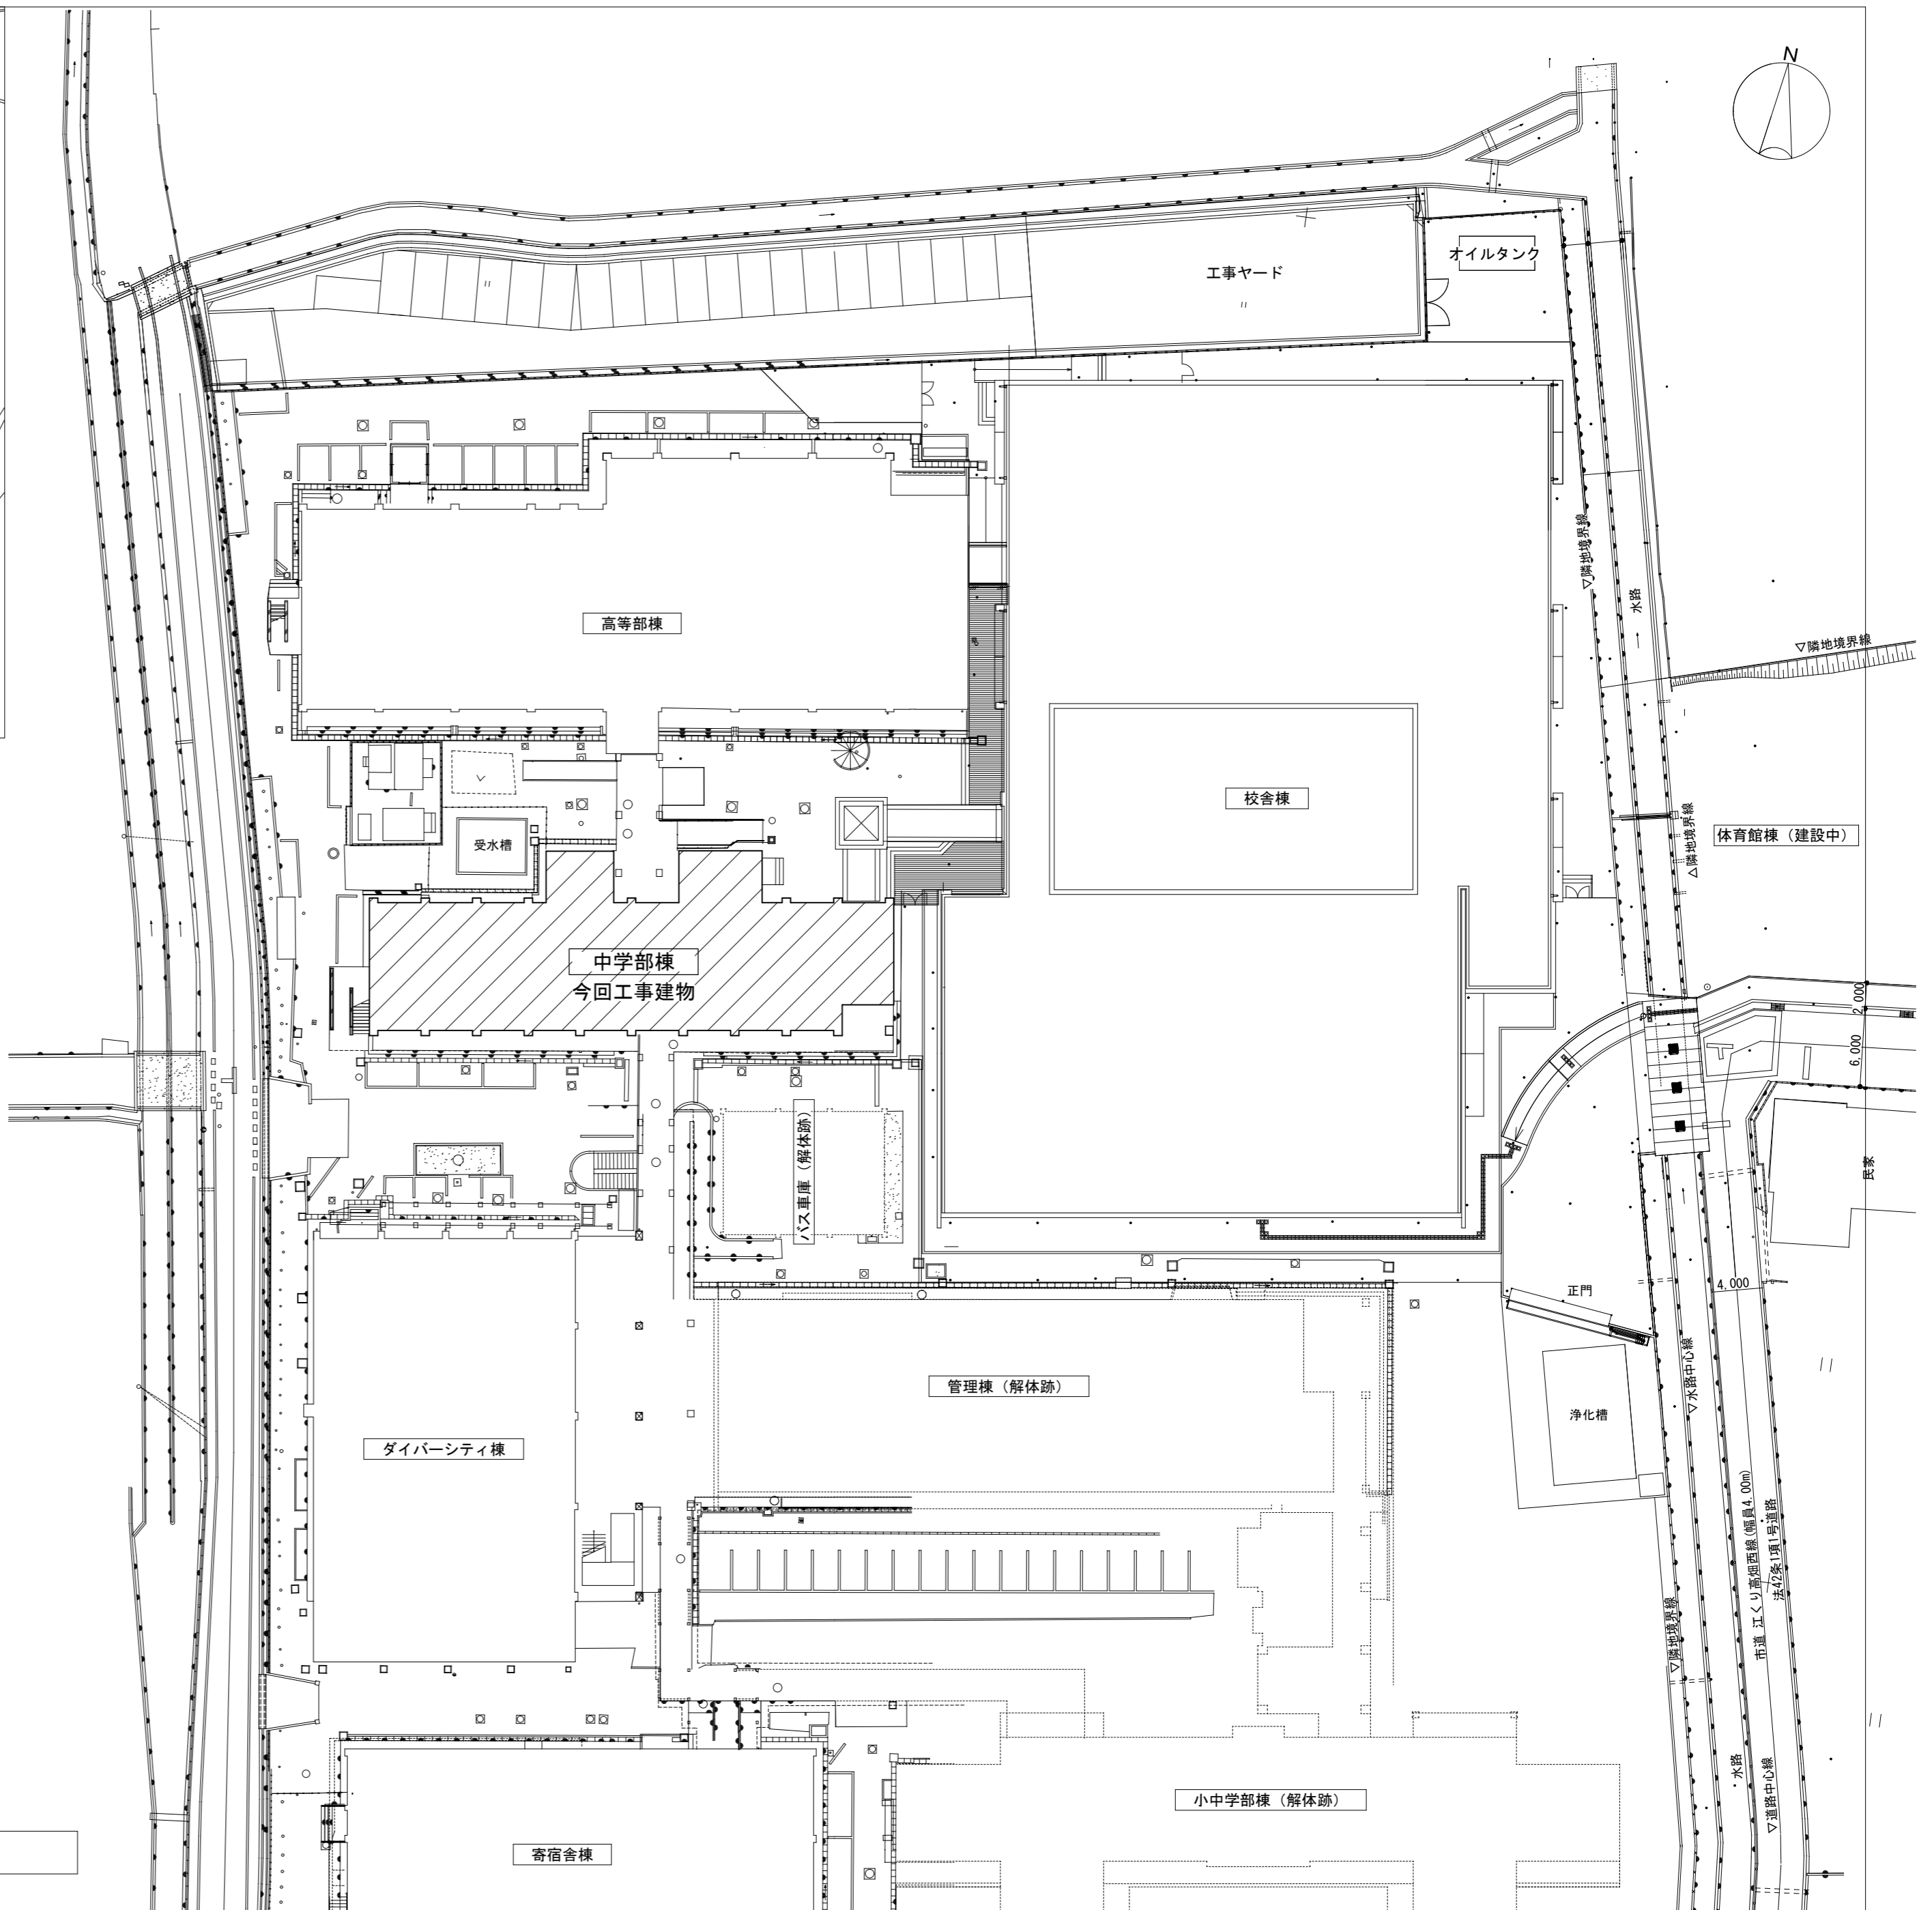 N
オイルタンク
工事ヤード
▽隣地境界線
水路
▽隣地境界線
高等部棟
校舎棟
△隣地境界線
体育館棟（建設中）
受水槽
中学部棟
今回工事建物
2,000
6,000
バス車庫（解体跡）
民家
4,000
正門
▽水路中心線
管理棟（解体跡）
浄化槽
ダイバーシティ棟
市道 江くり高畑西線(幅員4.00m)
法42条1項1号道路
▽隣地境界線
水路
▽道路中心線
小中学部棟（解体跡）
寄宿舎棟